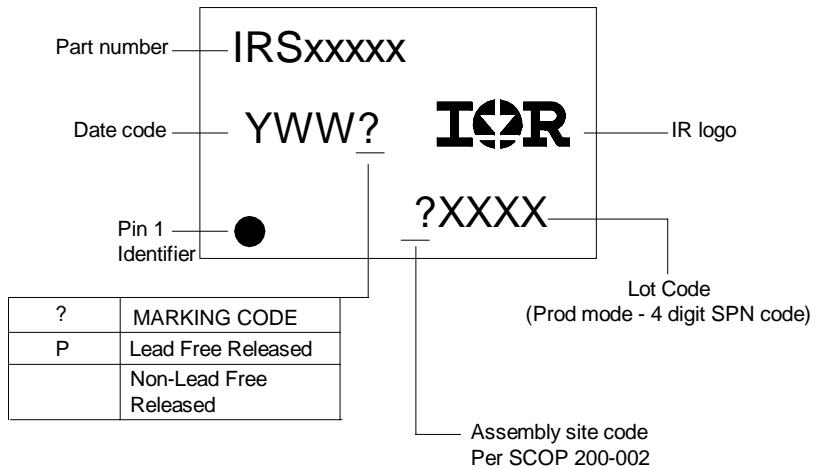 Part number
IRSxxxxx
Date code
YWW?
IOR
IR logo
?XXXX
Pin 1
Identifier
Lot Code
(Prod mode - 4 digit SPN code)
? MARKING CODE
P Lead Free Released
Non-Lead Free
Released
Assembly site code
Per SCOP 200-002